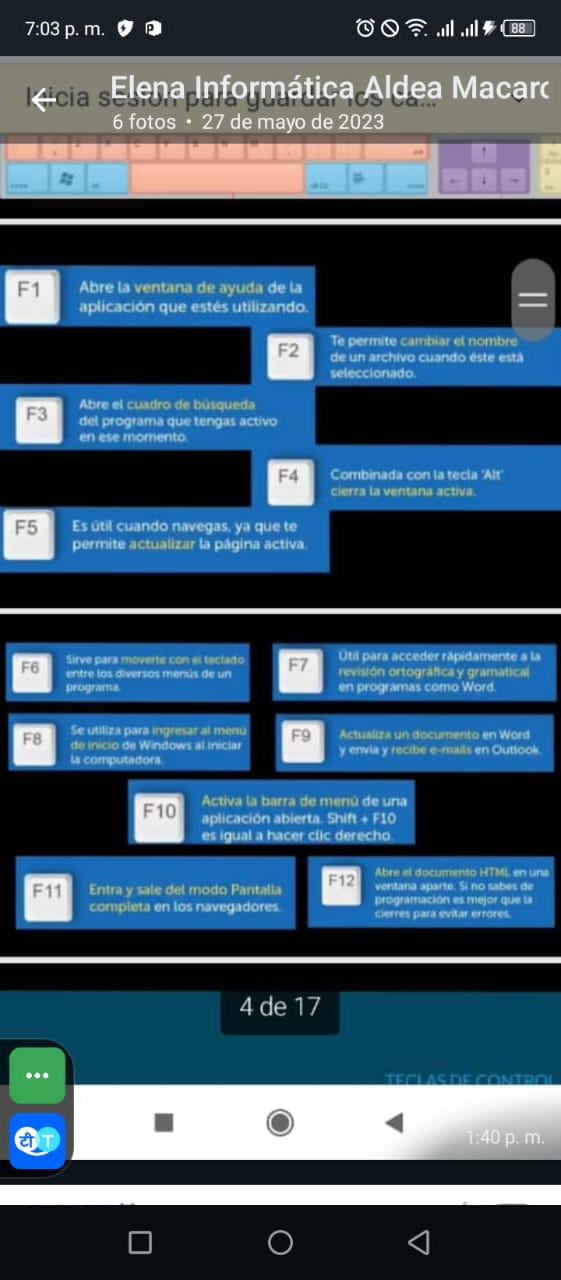 7:03 p. m.
88
Inicia sesión para guardar los ca...
Elena Informática Aldea Macaro
6 fotos • 27 de mayo de 2023
F1
Abre la ventana de ayuda de la
aplicación que estés utilizando.
F2
Te permite cambiar el nombre
de un archivo cuando éste está
seleccionado.
F3
Abre el cuadro de búsqueda
del programa que tengas activo
en ese momento.
F4
Combinada con la tecla 'Alt'
cierra la ventana activa.
F5
Es útil cuando navegas, ya que te
permite actualizar la página activa.
F6
Sirve para moverte con el teclado
entre los diversos menús de un
programa.
F7
Útil para acceder rápidamente a la
revisión ortográfica y gramatical
en programas como Word.
F8
Se utiliza para ingresar al menú
de inicio de Windows al iniciar
la computadora.
F9
Actualiza un documento en Word
y envía y recibe e-mails en Outlook.
F10
Activa la barra de menú de una
aplicación abierta. Shift + F10
es igual a hacer clic derecho.
F11
Entra y sale del modo Pantalla
completa en los navegadores.
F12
Abre el documento HTML en una
ventana aparte. Si no sabes de
programación es mejor que la
cierres para evitar errores.
4 de 17
TECLAS DE CONTROL
टी T
1:40 p. m.